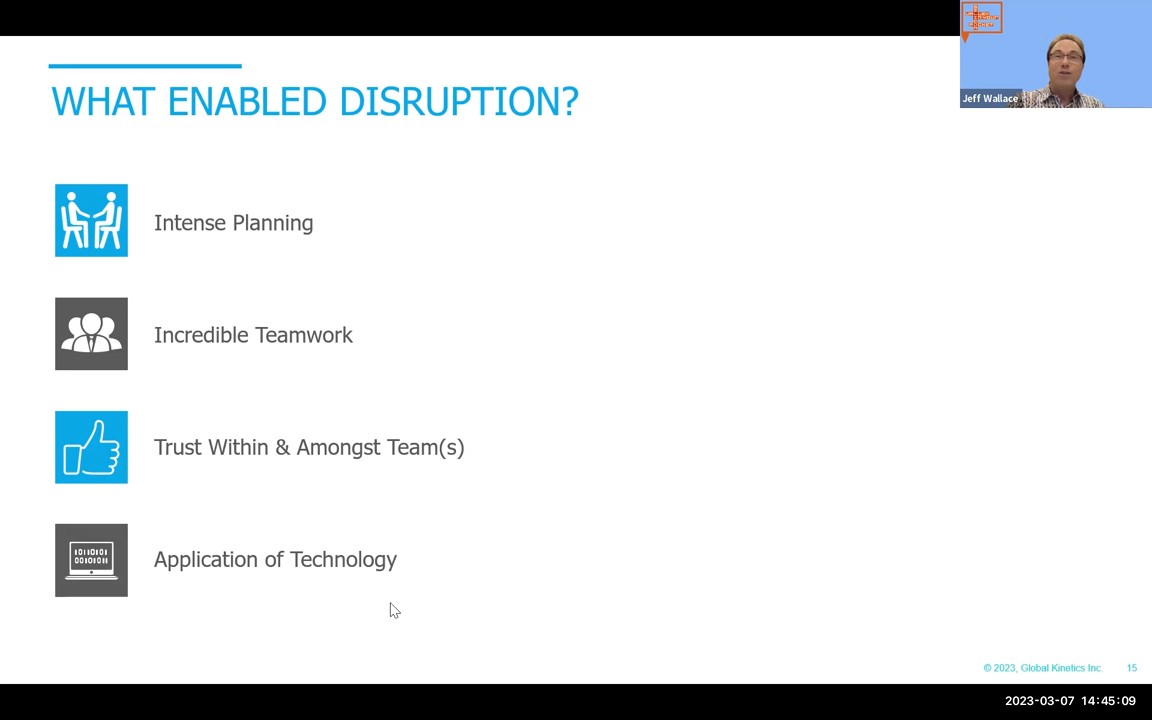 WHAT ENABLED DISRUPTION?
Jeff Wallace
Intense Planning
Incredible Teamwork
Trust Within & Amongst Team(s)
Application of Technology
© 2023, Global Kinetics Inc. 15
2023-03-07 14:45:09